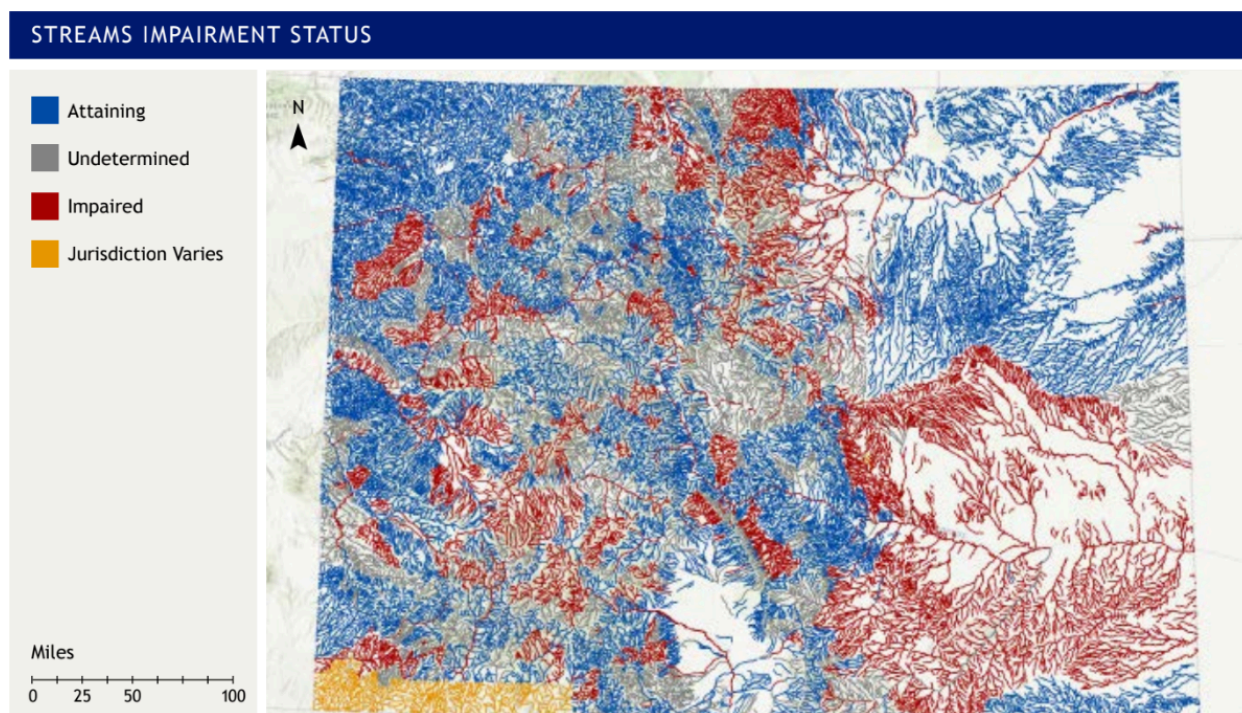 STREAMS IMPAIRMENT STATUS
Attaining
Undetermined
Impaired
Jurisdiction Varies
N
Miles
0 25 50 100